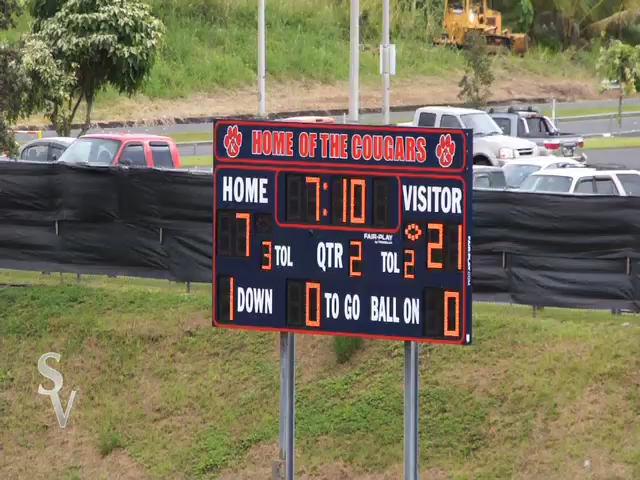 HOME OF THE COUGARS
HOME 7:10 VISITOR
7 FAIR-PLAY 21
3 TOL QTR 2 TOL 2
1 DOWN 0 TO GO BALL ON 0
SV